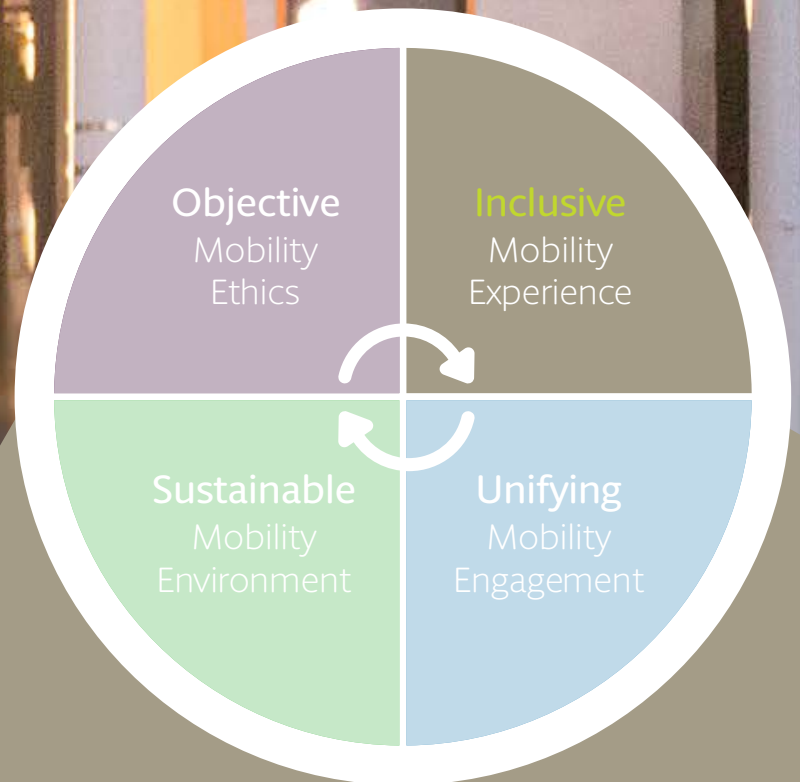 Objective
Mobility
Ethics
Inclusive
Mobility
Experience
Sustainable
Mobility
Environment
Unifying
Mobility
Engagement